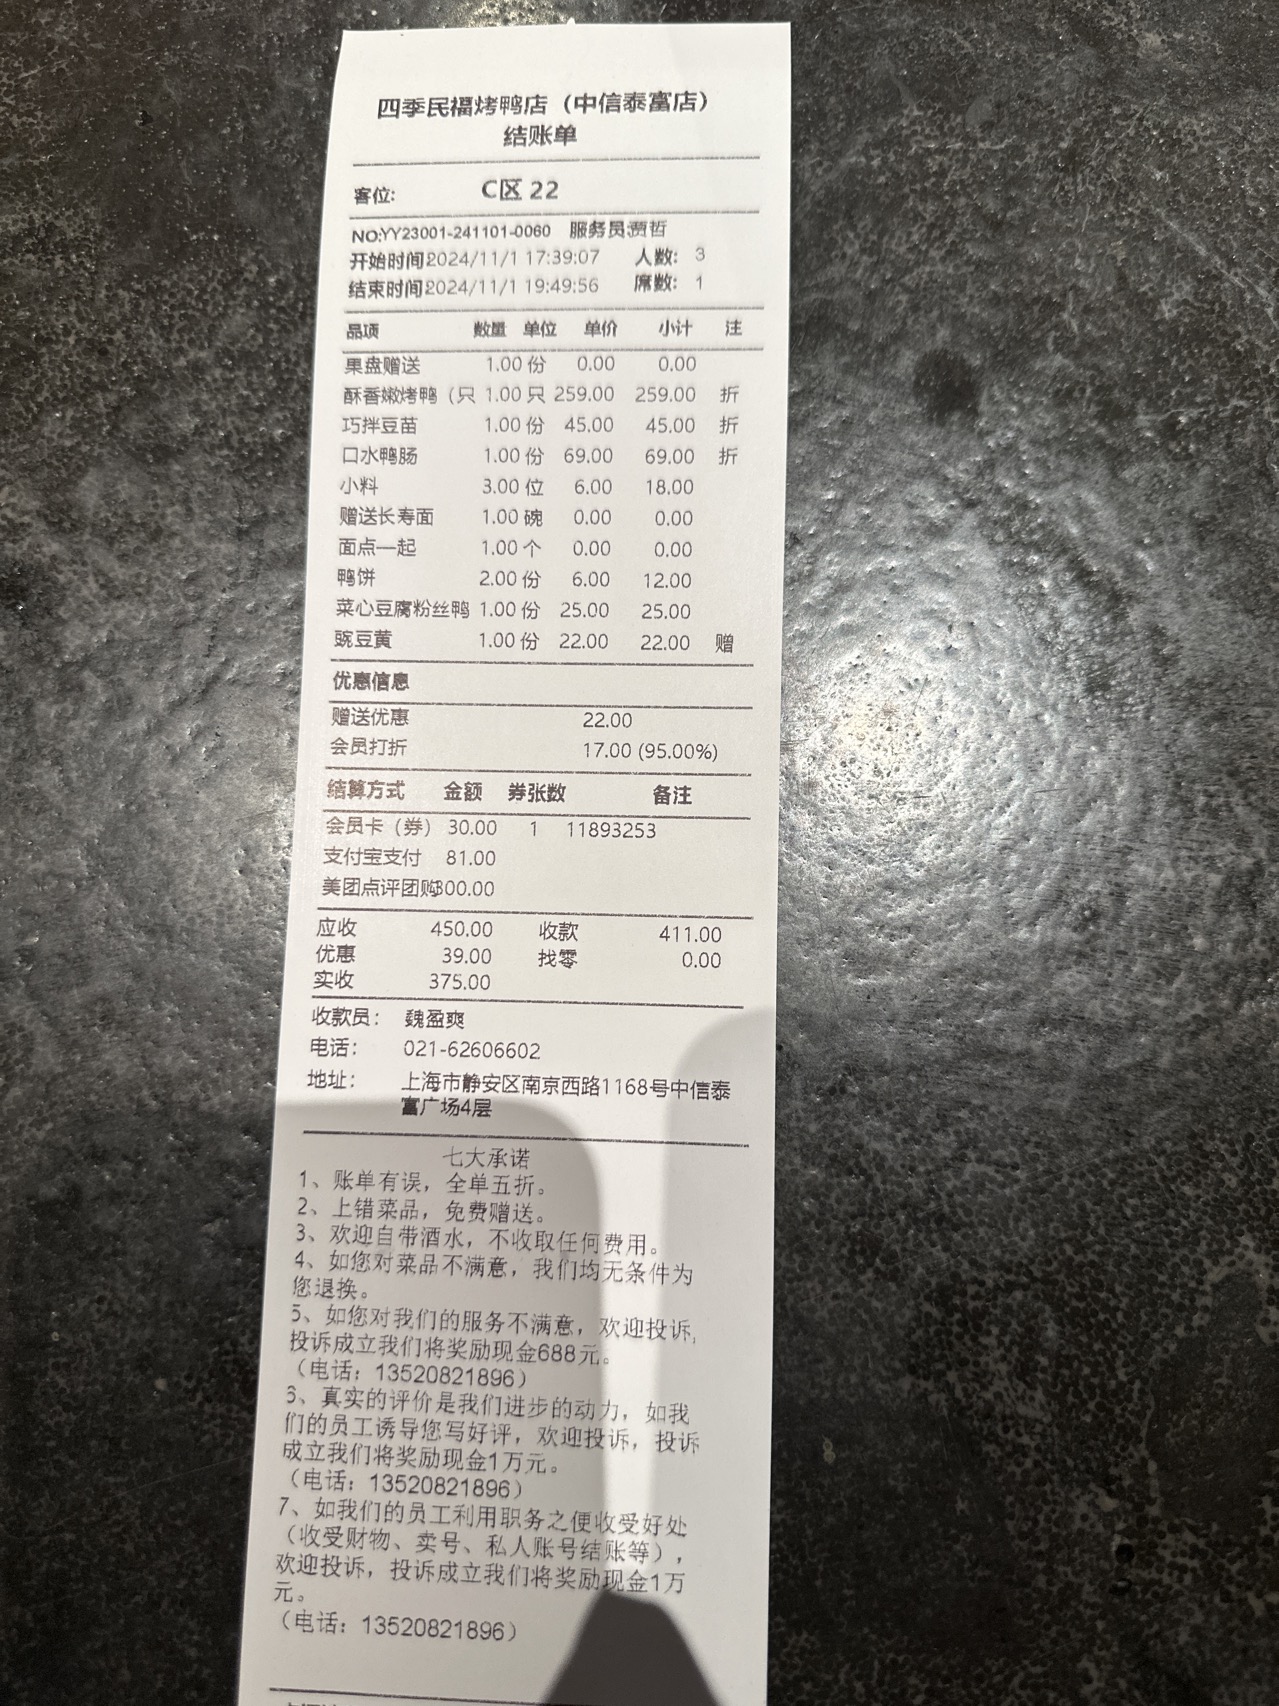 四季民福烤鸭店（中信泰富店）
结账单
客位: C区 22
NO:YY23001-241101-0060 服务员:贾哲
开始时间2024/11/1 17:39:07 人数: 3
结束时间2024/11/1 19:49:56 席数: 1
品项 数量 单位 单价 小计 注
果盘赠送 1.00 份 0.00 0.00
酥香嫩烤鸭（只 1.00 只 259.00 259.00 折
巧拌豆苗 1.00 份 45.00 45.00 折
口水鸭肠 1.00 份 69.00 69.00 折
小料 3.00 位 6.00 18.00
赠送长寿面 1.00 碗 0.00 0.00
面点一起 1.00 个 0.00 0.00
鸭饼 2.00 份 6.00 12.00
菜心豆腐粉丝鸭 1.00 份 25.00 25.00
豌豆黄 1.00 份 22.00 22.00 赠
优惠信息
赠送优惠 22.00
会员打折 17.00 (95.00%)
结算方式 金额 券张数 备注
会员卡（券） 30.00 1 11893253
支付宝支付 81.00
美团点评团购300.00
应收 450.00 收款 411.00
优惠 39.00 找零 0.00
实收 375.00
收款员: 魏盈爽
电话: 021-62606602
地址: 上海市静安区南京西路1168号中信泰
富广场4层
七大承诺
1、账单有误，全单五折。
2、上错菜品，免费赠送。
3、欢迎自带酒水，不收取任何费用。
4、如您对菜品不满意，我们均无条件为
您退换。
5、如您对我们的服务不满意，欢迎投诉,
投诉成立我们将奖励现金688元。
（电话：13520821896）
6、真实的评价是我们进步的动力，如我
们的员工诱导您写好评，欢迎投诉，投诉
成立我们将奖励现金1万元。
（电话：13520821896）
7、如我们的员工利用职务之便收受好处
（收受财物、卖号、私人账号结账等），
欢迎投诉，投诉成立我们将奖励现金1万
元。
（电话：13520821896）